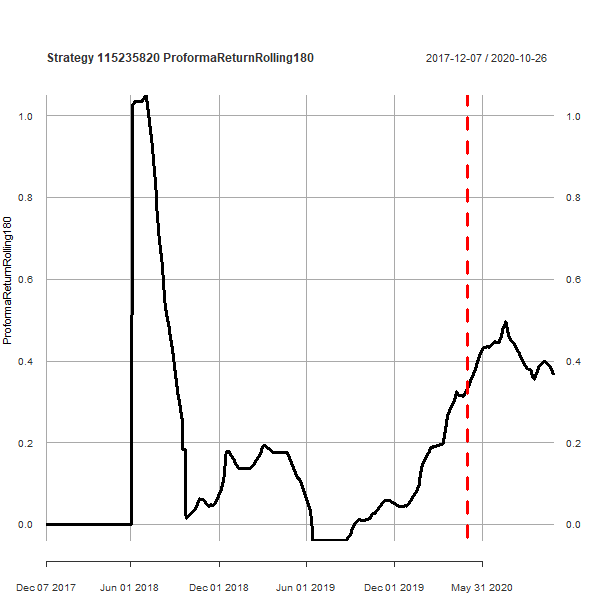 Strategy 115235820 ProformaReturnRolling180
2017-12-07 / 2020-10-26
ProformaReturnRolling180
1.0
1.0
0.8
0.8
0.6
0.6
0.4
0.4
0.2
0.2
0.0
0.0
Dec 07 2017
Jun 01 2018
Dec 01 2018
Jun 01 2019
Dec 01 2019
May 31 2020